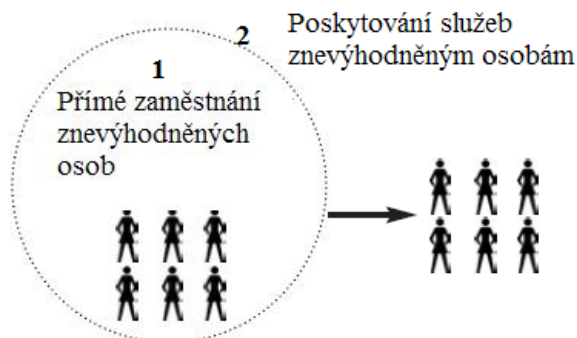 1
Přímé zaměstnání
znevýhodněných
osob
2
Poskytování služeb
znevýhodněným osobám